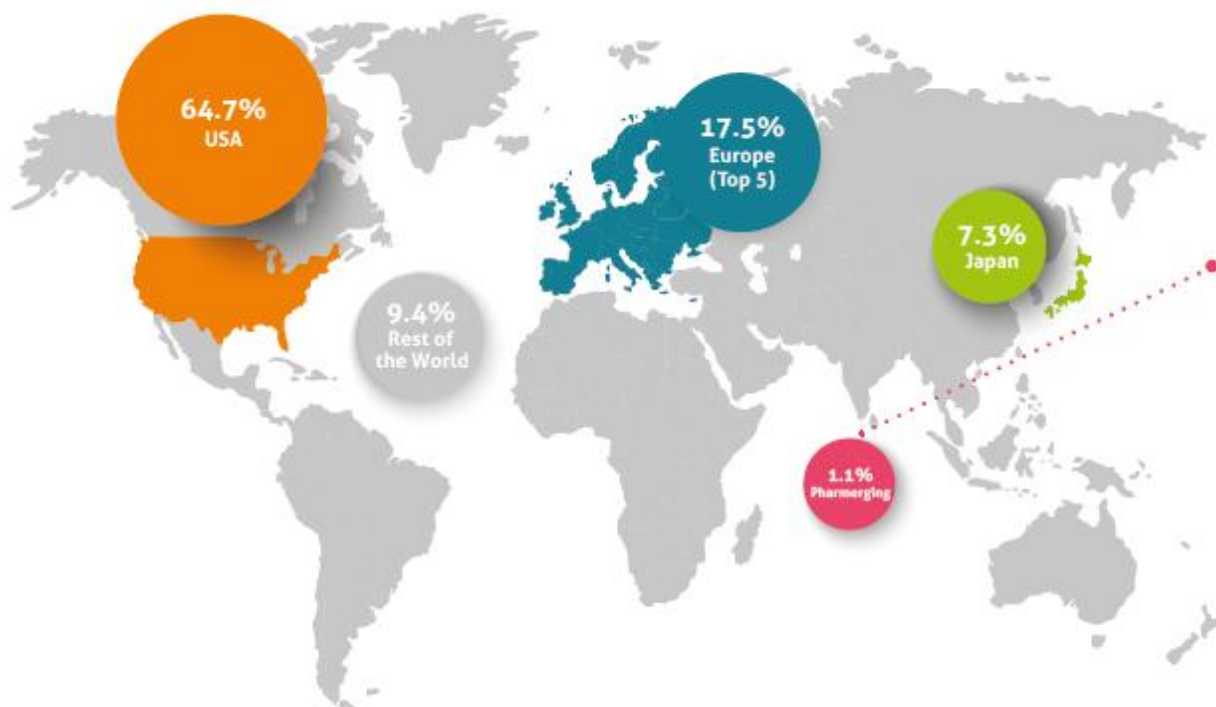 64.7%
USA
17.5%
Europe
(Top 5)
7.3%
Japan
9.4%
Rest of
the World
1.1%
Pharmerging